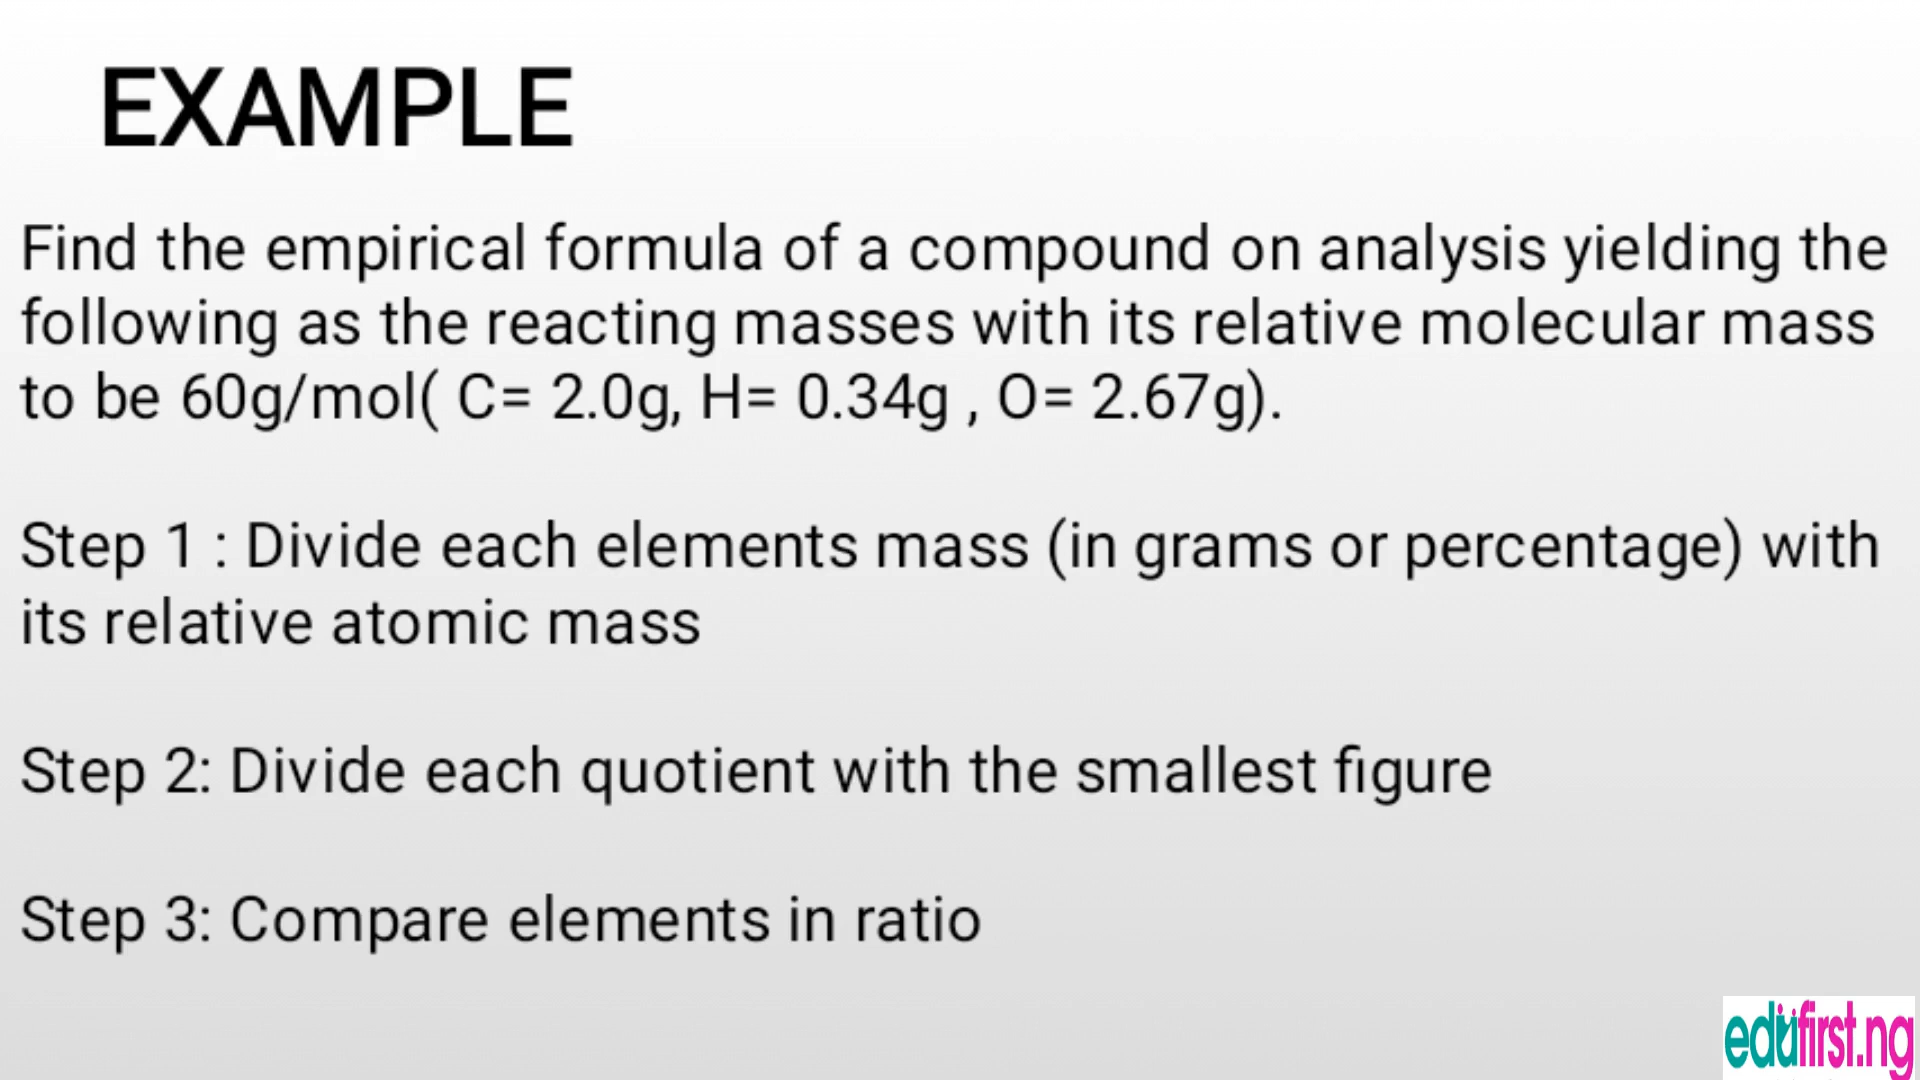 EXAMPLE
Find the empirical formula of a compound on analysis yielding the
following as the reacting masses with its relative molecular mass
to be 60g/mol( C= 2.0g, H= 0.34g , O= 2.67g).
Step 1 : Divide each elements mass (in grams or percentage) with
its relative atomic mass
Step 2: Divide each quotient with the smallest figure
Step 3: Compare elements in ratio
edufirst.ng